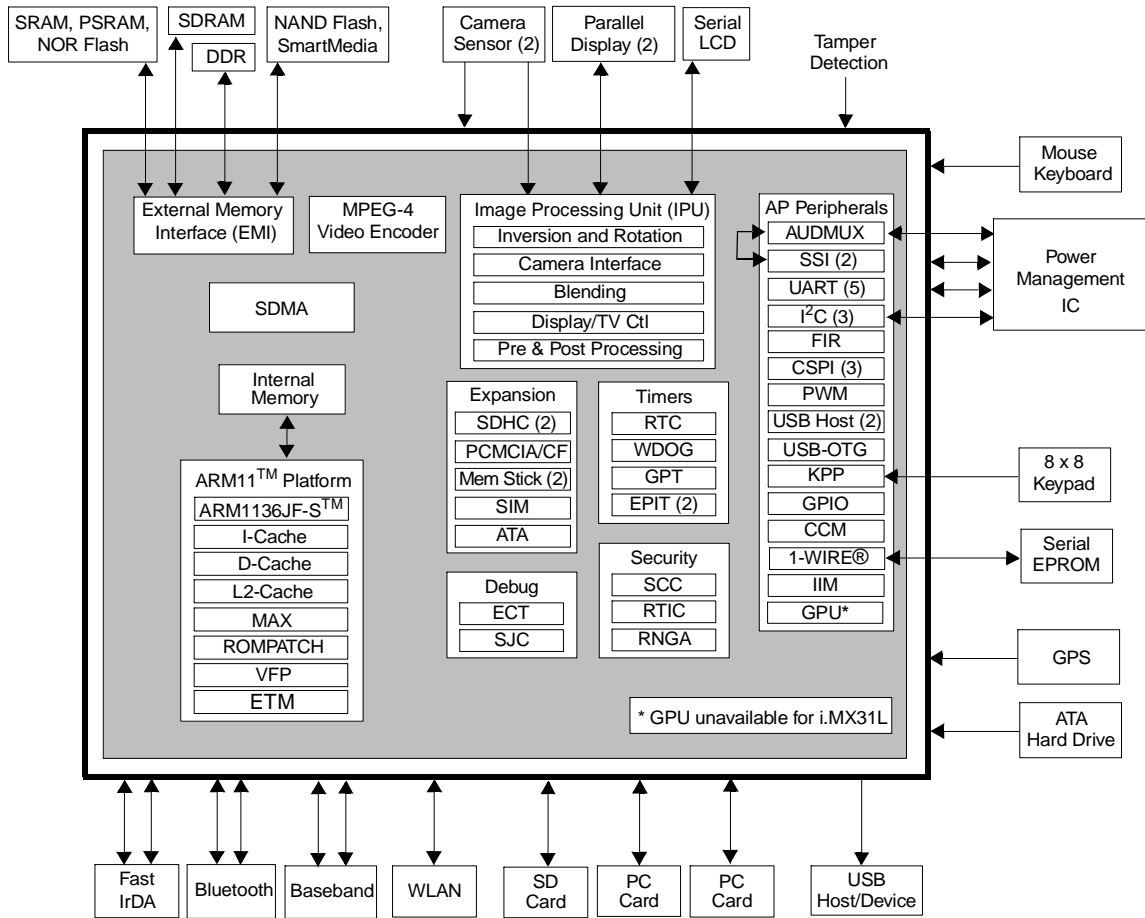 SRAM, PSRAM,
NOR Flash
SDRAM
DDR
NAND Flash,
SmartMedia
Camera
Sensor (2)
Parallel
Display (2)
Serial
LCD
Tamper
Detection
External Memory
Interface (EMI)
MPEG-4
Video Encoder
SDMA
Internal
Memory
ARM11™ Platform
ARM1136JF-S™
I-Cache
D-Cache
L2-Cache
MAX
ROMPATCH
VFP
ETM
Image Processing Unit (IPU)
Inversion and Rotation
Camera Interface
Blending
Display/TV Ctl
Pre & Post Processing
Expansion
SDHC (2)
PCMCIA/CF
Mem Stick (2)
SIM
ATA
Timers
RTC
WDOG
GPT
EPIT (2)
Debug
ECT
SJC
Security
SCC
RTIC
RNGA
AP Peripherals
AUDMUX
SSI (2)
UART (5)
I²C (3)
FIR
CSPI (3)
PWM
USB Host (2)
USB-OTG
KPP
GPIO
CCM
1-WIRE®
IIM
GPU*
* GPU unavailable for i.MX31L
Mouse
Keyboard
Power
Management
IC
8 x 8
Keypad
Serial
EPROM
GPS
ATA
Hard Drive
Fast
IrDA
Bluetooth
Baseband
WLAN
SD
Card
PC
Card
PC
Card
USB
Host/Device